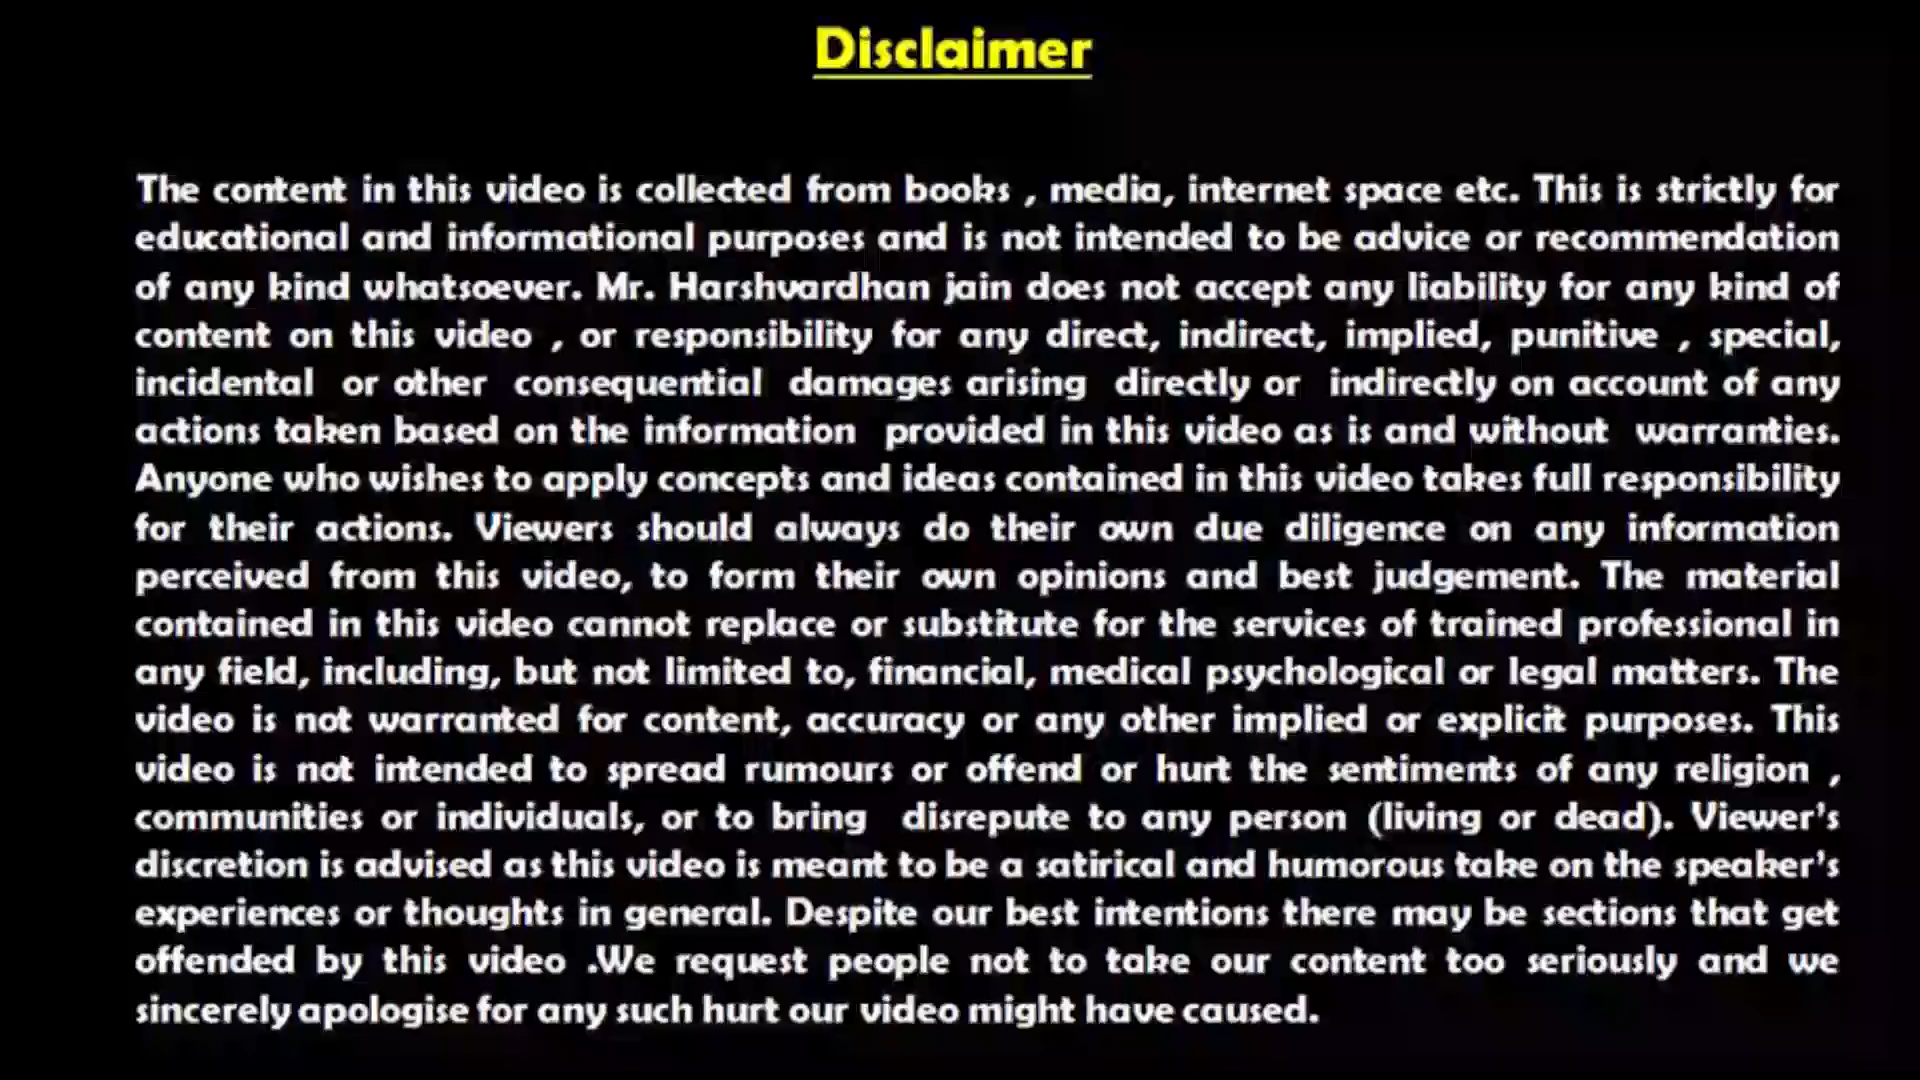 Disclaimer
The content in this video is collected from books , media, internet space etc. This is strictly for
educational and informational purposes and is not intended to be advice or recommendation
of any kind whatsoever. Mr. Harshvardhan jain does not accept any liability for any kind of
content on this video , or responsibility for any direct, indirect, implied, punitive , special,
incidental or other consequential damages arising directly or indirectly on account of any
actions taken based on the information provided in this video as is and without warranties.
Anyone who wishes to apply concepts and ideas contained in this video takes full responsibility
for their actions. Viewers should always do their own due diligence on any information
perceived from this video, to form their own opinions and best judgement. The material
contained in this video cannot replace or substitute for the services of trained professional in
any field, including, but not limited to, financial, medical psychological or legal matters. The
video is not warranted for content, accuracy or any other implied or explicit purposes. This
video is not intended to spread rumours or offend or hurt the sentiments of any religion ,
communities or individuals, or to bring disrepute to any person (living or dead). Viewer's
discretion is advised as this video is meant to be a satirical and humorous take on the speaker's
experiences or thoughts in general. Despite our best intentions there may be sections that get
offended by this video .We request people not to take our content too seriously and we
sincerely apologise for any such hurt our video might have caused.